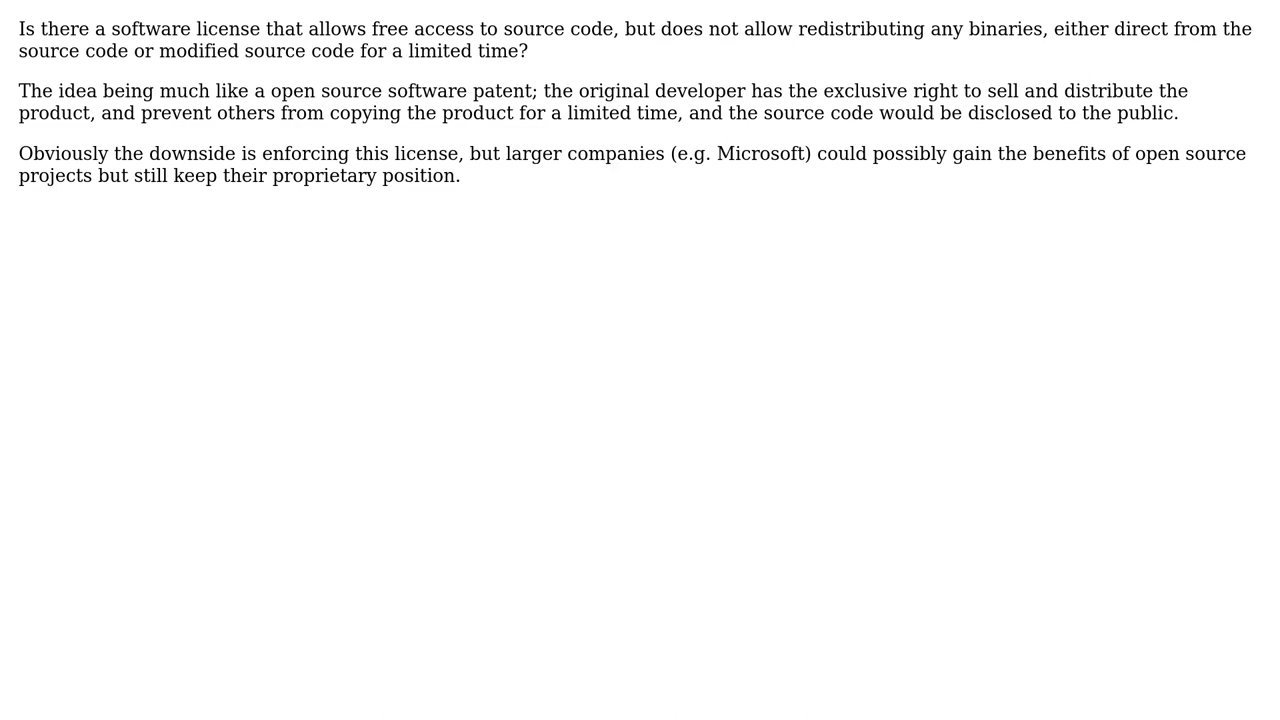 Is there a software license that allows free access to source code, but does not allow redistributing any binaries, either direct from the
source code or modified source code for a limited time?
The idea being much like a open source software patent; the original developer has the exclusive right to sell and distribute the
product, and prevent others from copying the product for a limited time, and the source code would be disclosed to the public.
Obviously the downside is enforcing this license, but larger companies (e.g. Microsoft) could possibly gain the benefits of open source
projects but still keep their proprietary position.